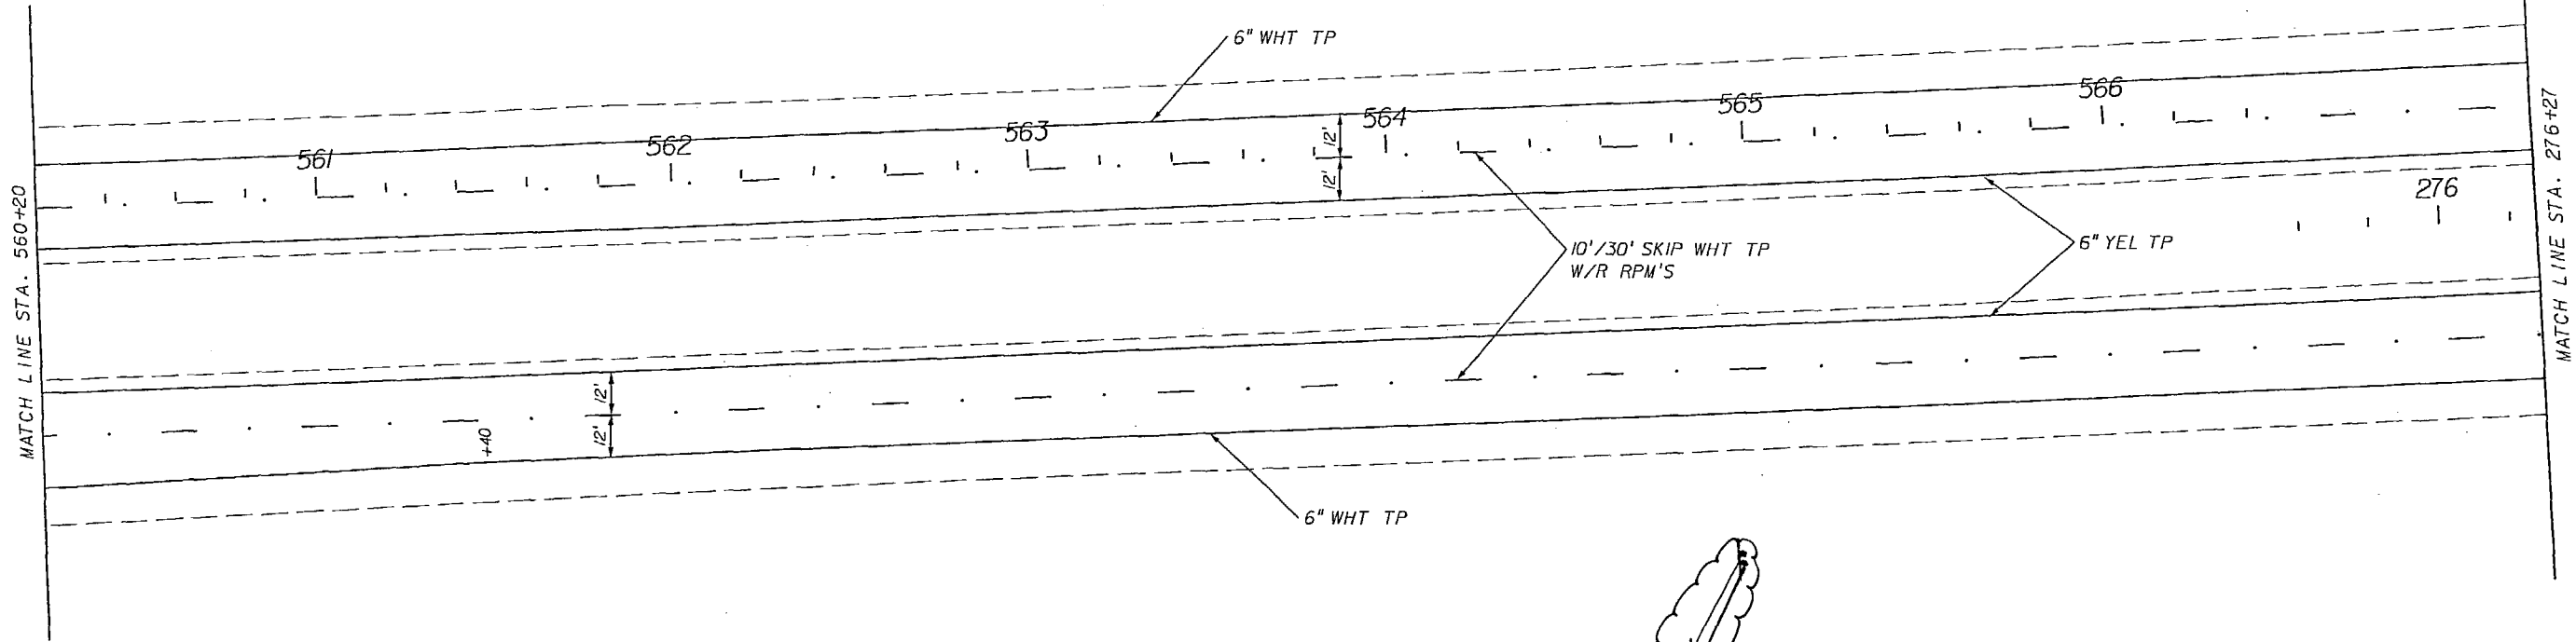 6" WHT TP
566
565
564
563
562
561
12'
12'
276
MATCH LINE STA. 560+20
MATCH LINE STA. 276+27
10'/30' SKIP WHT TP
W/R RPM'S
6" YEL TP
12'
12'
+40
6" WHT TP